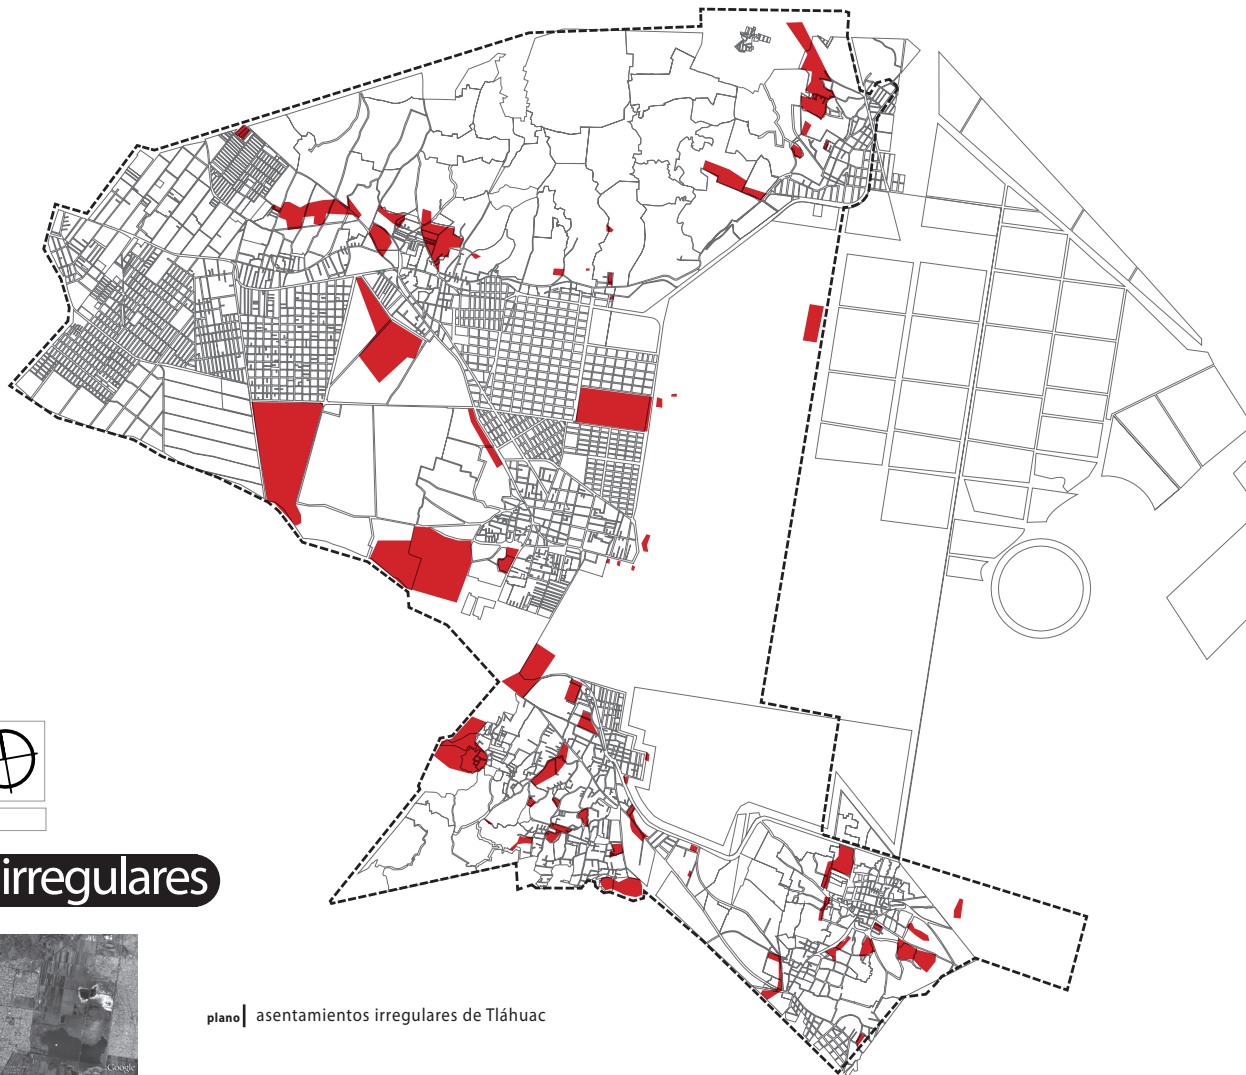 irregulares
plano| asentamientos irregulares de Tláhuac
Google